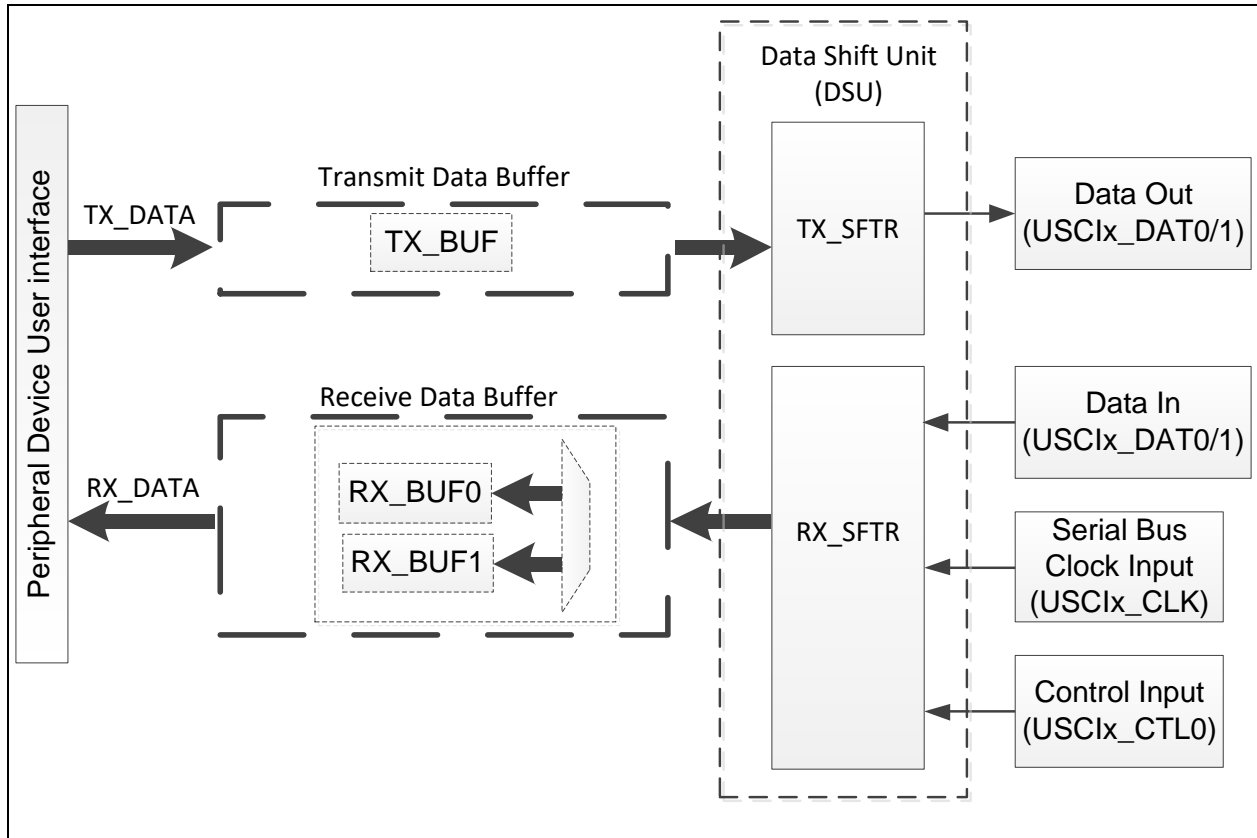 Data Shift Unit
(DSU)
Peripheral Device User interface
TX_DATA
Transmit Data Buffer
TX_BUF
TX_SFTR
Data Out
(USCIx_DAT0/1)
Receive Data Buffer
RX_DATA
RX_BUF0
RX_BUF1
RX_SFTR
Data In
(USCIx_DAT0/1)
Serial Bus
Clock Input
(USCIx_CLK)
Control Input
(USCIx_CTL0)